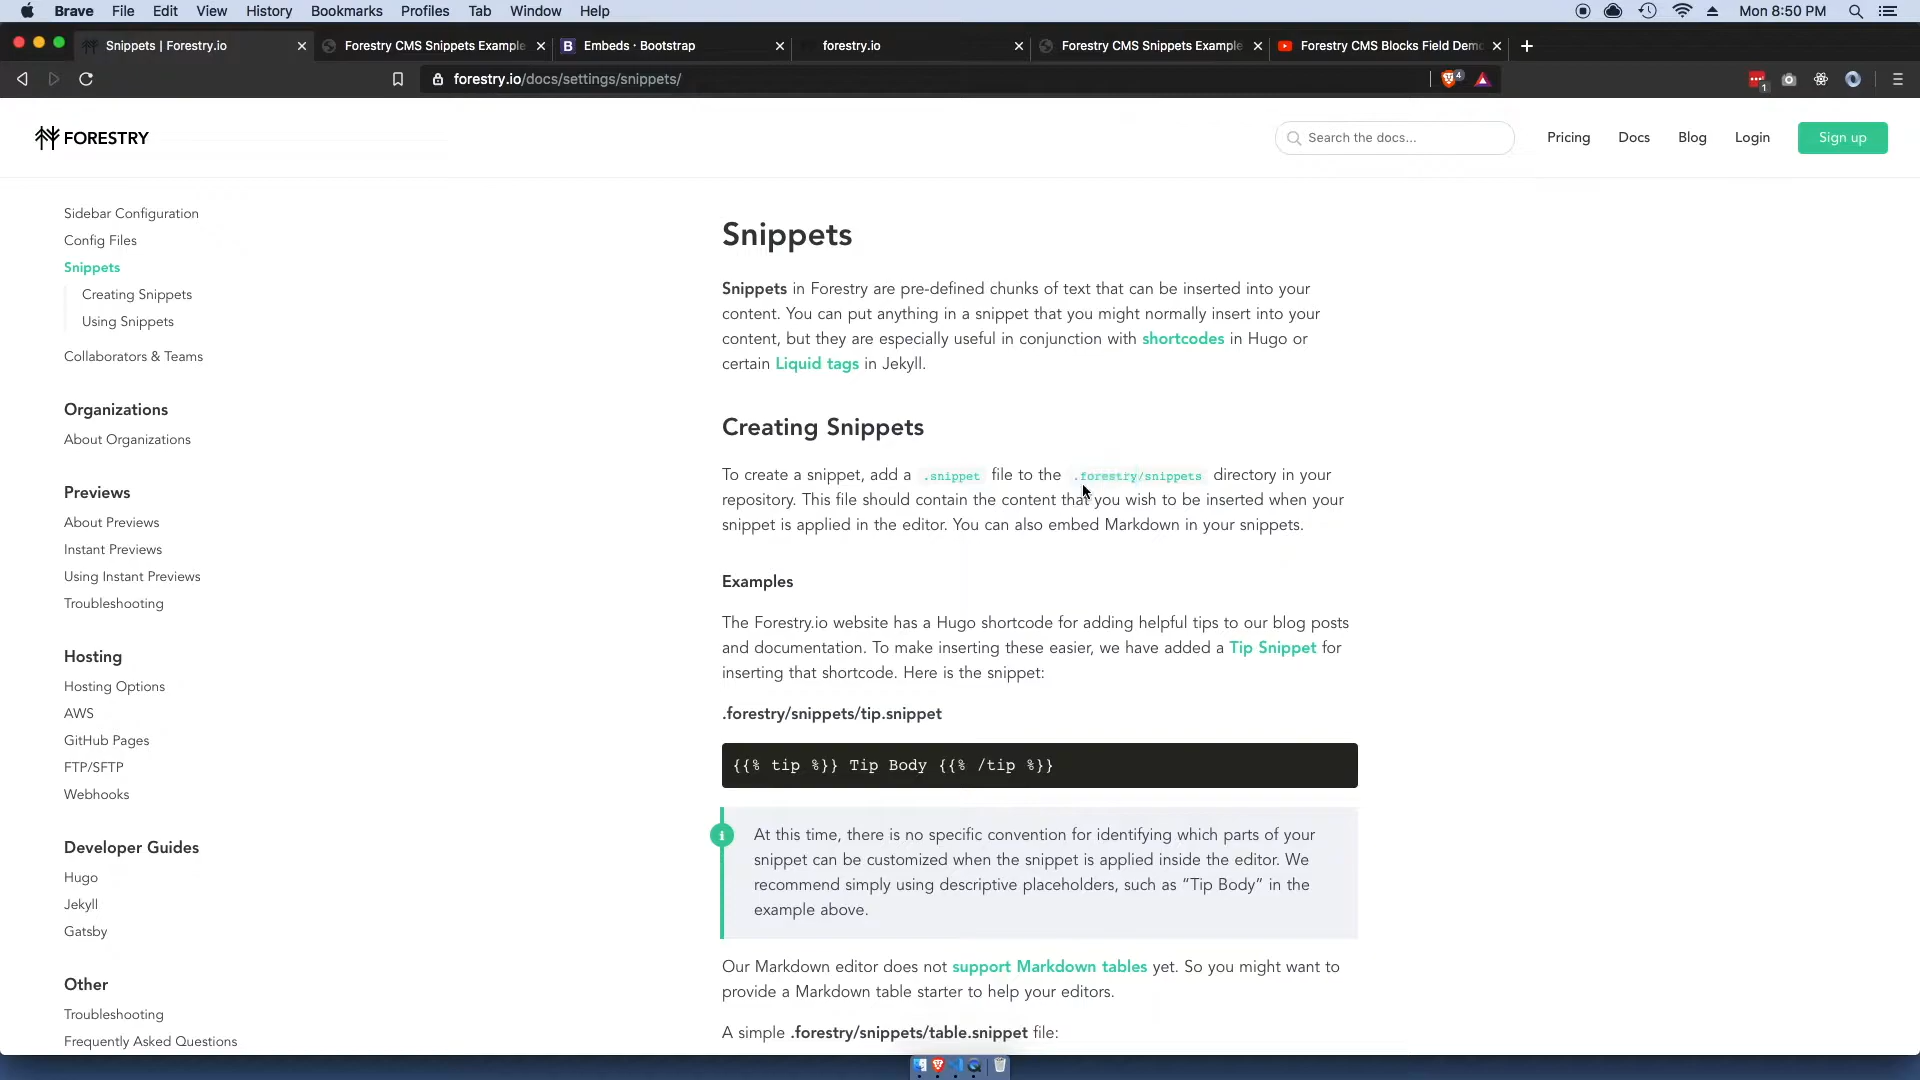 Brave File Edit View History Bookmarks Profiles Tab Window Help Mon 8:50 PM
Snippets | Forestry.io Forestry CMS Snippets Example B Embeds · Bootstrap forestry.io Forestry CMS Snippets Example Forestry CMS Blocks Field Demo
forestry.io/docs/settings/snippets/ 4 1
FORESTRY Search the docs... Pricing Docs Blog Login Sign up
Sidebar Configuration
Config Files
Snippets
Creating Snippets
Using Snippets
Collaborators & Teams
Organizations
About Organizations
Previews
About Previews
Instant Previews
Using Instant Previews
Troubleshooting
Hosting
Hosting Options
AWS
GitHub Pages
FTP/SFTP
Webhooks
Developer Guides
Hugo
Jekyll
Gatsby
Other
Troubleshooting
Frequently Asked Questions
Snippets
Snippets in Forestry are pre-defined chunks of text that can be inserted into your
content. You can put anything in a snippet that you might normally insert into your
content, but they are especially useful in conjunction with shortcodes in Hugo or
certain Liquid tags in Jekyll.
Creating Snippets
To create a snippet, add a .snippet file to the .forestry/snippets directory in your
repository. This file should contain the content that you wish to be inserted when your
snippet is applied in the editor. You can also embed Markdown in your snippets.
Examples
The Forestry.io website has a Hugo shortcode for adding helpful tips to our blog posts
and documentation. To make inserting these easier, we have added a Tip Snippet for
inserting that shortcode. Here is the snippet:
.forestry/snippets/tip.snippet
{{% tip %}} Tip Body {{% /tip %}}
At this time, there is no specific convention for identifying which parts of your
snippet can be customized when the snippet is applied inside the editor. We
recommend simply using descriptive placeholders, such as “Tip Body” in the
example above.
Our Markdown editor does not support Markdown tables yet. So you might want to
provide a Markdown table starter to help your editors.
A simple .forestry/snippets/table.snippet file: